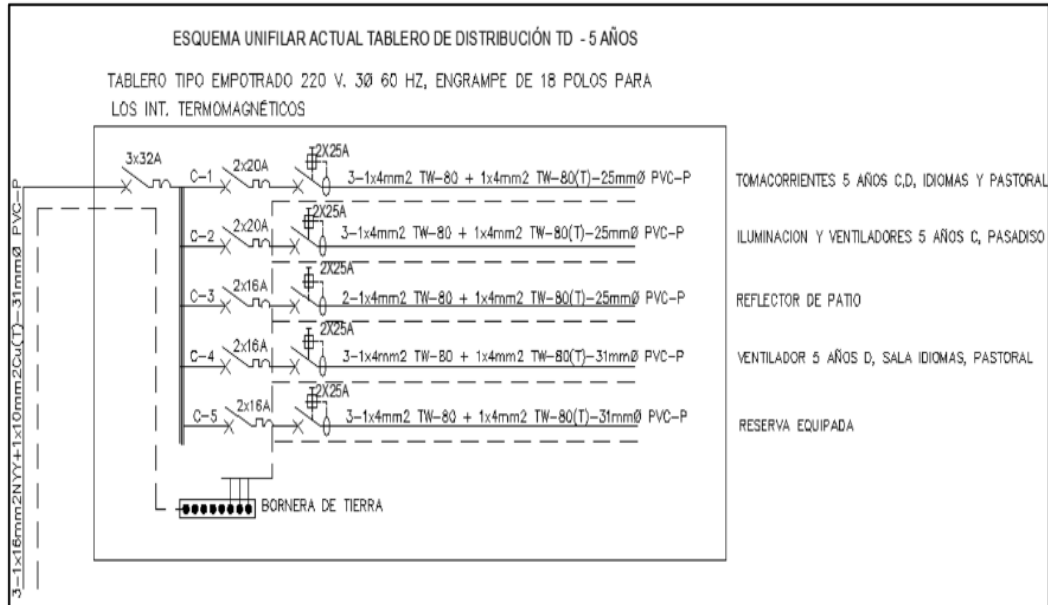 ESQUEMA UNIFILAR ACTUAL TABLERO DE DISTRIBUCIÓN TD - 5 AÑOS
TABLERO TIPO EMPOTRADO 220 V. 3Ø 60 HZ, ENGRAMPE DE 18 POLOS PARA
LOS INT. TERMOMAGNÉTICOS
3-1x16mm2NYY+1x10mm2Cu(T)-31mmØ PVC-P
3x32A
C-1 2x20A 2X25A 3-1x4mm2 TW-80 + 1x4mm2 TW-80(T)-25mmØ PVC-P TOMACORRIENTES 5 AÑOS C,D, IDIOMAS Y PASTORAL
C-2 2x20A 2X25A 3-1x4mm2 TW-80 + 1x4mm2 TW-80(T)-25mmØ PVC-P ILUMINACION Y VENTILADORES 5 AÑOS C, PASADISO
C-3 2x16A 2X25A 2-1x4mm2 TW-80 + 1x4mm2 TW-80(T)-25mmØ PVC-P REFLECTOR DE PATIO
C-4 2x16A 2X25A 3-1x4mm2 TW-80 + 1x4mm2 TW-80(T)-31mmØ PVC-P VENTILADOR 5 AÑOS D, SALA IDIOMAS, PASTORAL
C-5 2x16A 2X25A 3-1x4mm2 TW-80 + 1x4mm2 TW-80(T)-31mmØ PVC-P RESERVA EQUIPADA
BORNERA DE TIERRA